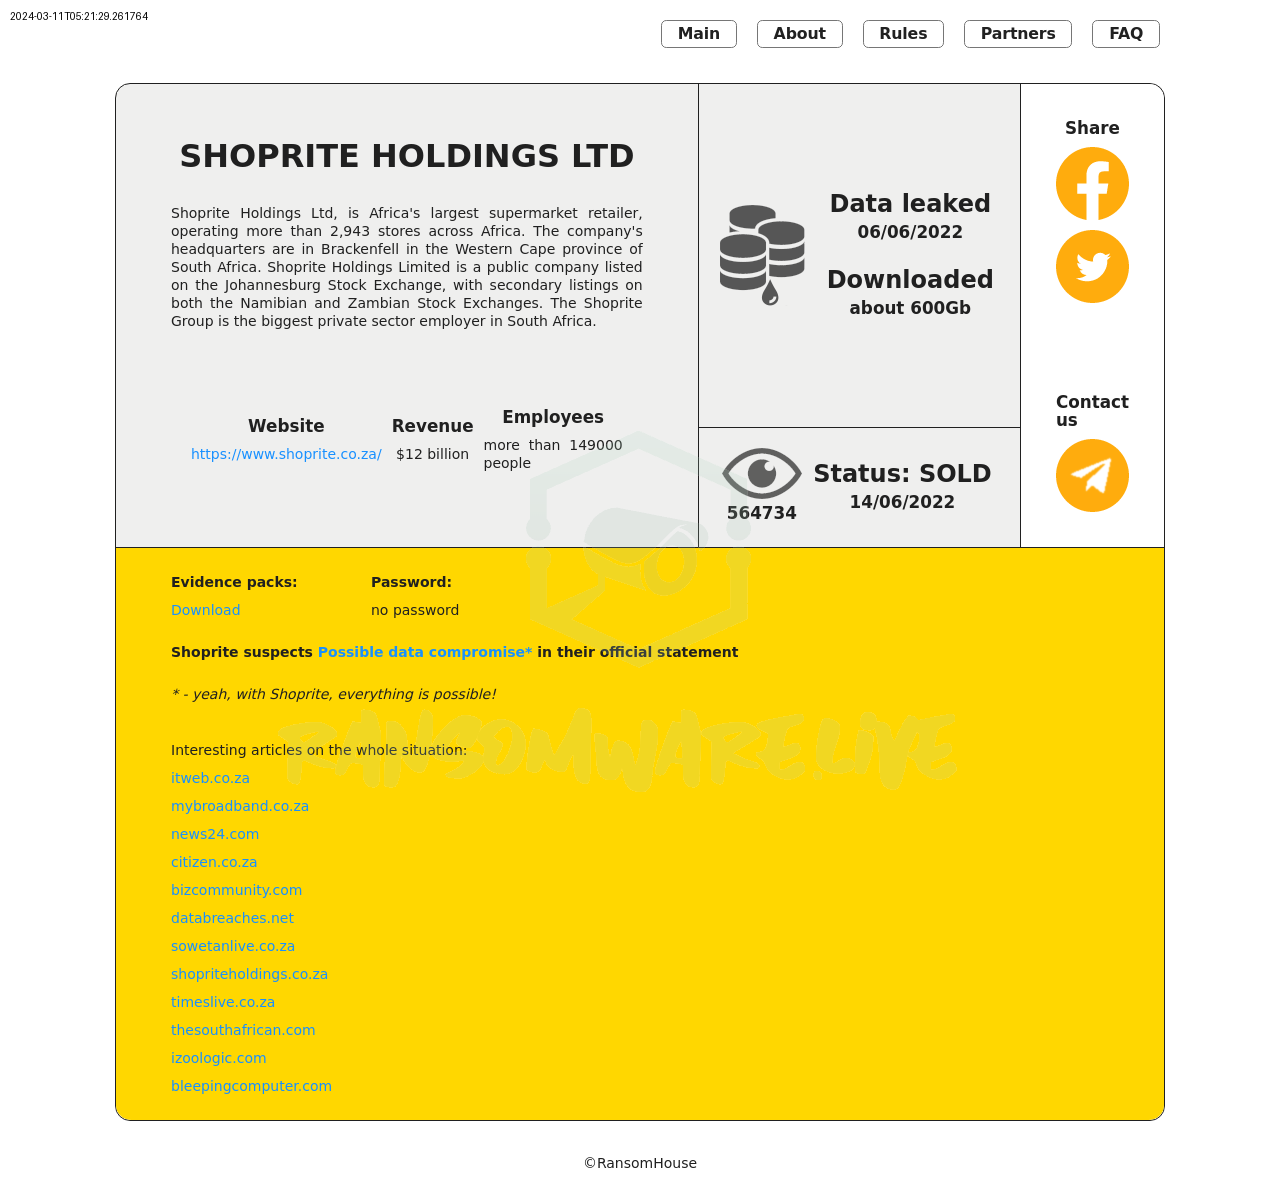 2024-03-11T05:21:29.261764
Main About Rules Partners FAQ
SHOPRITE HOLDINGS LTD
Shoprite Holdings Ltd, is Africa's largest supermarket retailer,
operating more than 2,943 stores across Africa. The company's
headquarters are in Brackenfell in the Western Cape province of
South Africa. Shoprite Holdings Limited is a public company listed
on the Johannesburg Stock Exchange, with secondary listings on
both the Namibian and Zambian Stock Exchanges. The Shoprite
Group is the biggest private sector employer in South Africa.
Website
https://www.shoprite.co.za/
Revenue
$12 billion
Employees
more than 149000
people
Data leaked
06/06/2022
Downloaded
about 600Gb
564734
Status: SOLD
14/06/2022
Share
Contact
us
Evidence packs: Password:
Download no password
Shoprite suspects Possible data compromise* in their official statement
* - yeah, with Shoprite, everything is possible!
RANSOMWARE.LIVE
Interesting articles on the whole situation:
itweb.co.za
mybroadband.co.za
news24.com
citizen.co.za
bizcommunity.com
databreaches.net
sowetanlive.co.za
shopriteholdings.co.za
timeslive.co.za
thesouthafrican.com
izoologic.com
bleepingcomputer.com
©RansomHouse